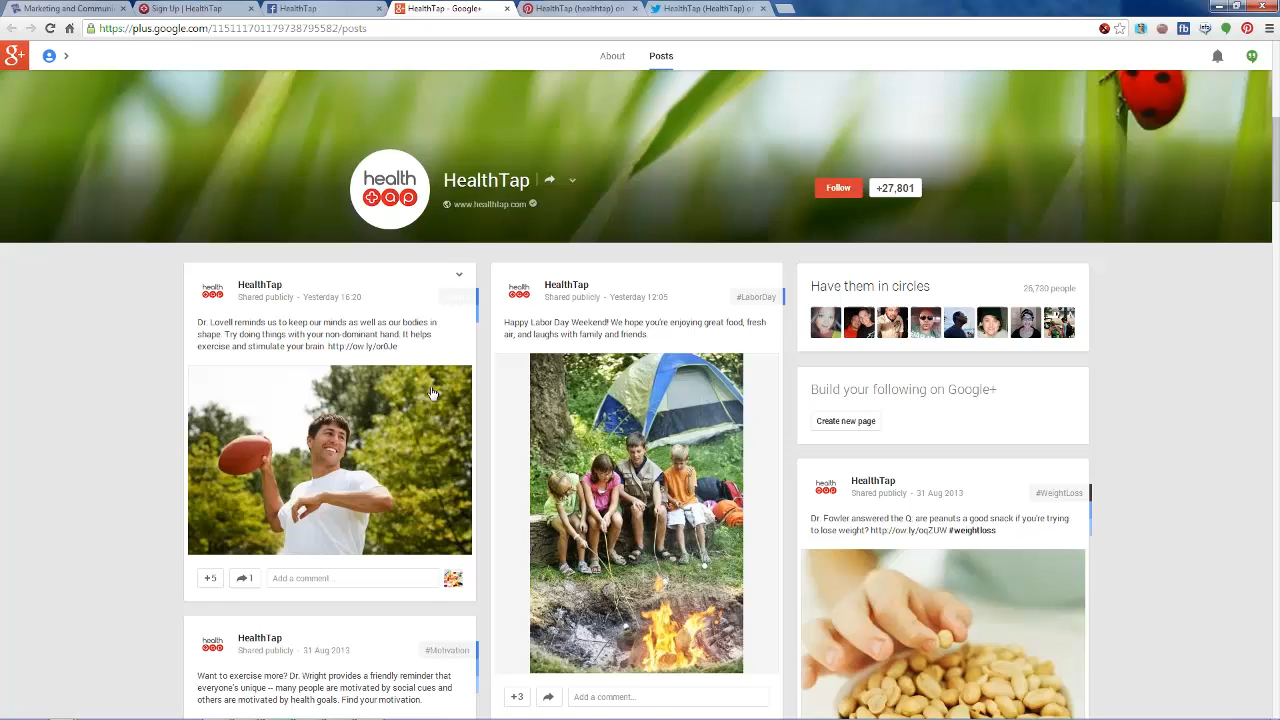 Marketing and Communi
Sign Up | HealthTap
HealthTap
HealthTap - Google+
HealthTap (healthtap) on
HealthTap (HealthTap) on
https://plus.google.com/115111701179738795582/posts
g+
About
Posts
health
tap
HealthTap
www.healthtap.com
Follow
+27,801
HealthTap
Shared publicly - Yesterday 16:20
Dr. Lovell reminds us to keep our minds as well as our bodies in
shape. Try doing things with your non-dominant hand. It helps
exercise and stimulate your brain http://ow.ly/or0Je
+5
1
Add a comment...
HealthTap
Shared publicly - 31 Aug 2013
#Motivation
Want to exercise more? Dr. Wright provides a friendly reminder that
everyone's unique -- many people are motivated by social cues and
others are motivated by health goals. Find your motivation.
HealthTap
Shared publicly - Yesterday 12:05
#LaborDay
Happy Labor Day Weekend! We hope you're enjoying great food, fresh
air, and laughs with family and friends.
+3
Add a comment...
Have them in circles
26,730 people
Build your following on Google+
Create new page
HealthTap
Shared publicly - 31 Aug 2013
#WeightLoss
Dr. Fowler answered the Q: are peanuts a good snack if you're trying
to lose weight? http://ow.ly/oqZUW #weightloss